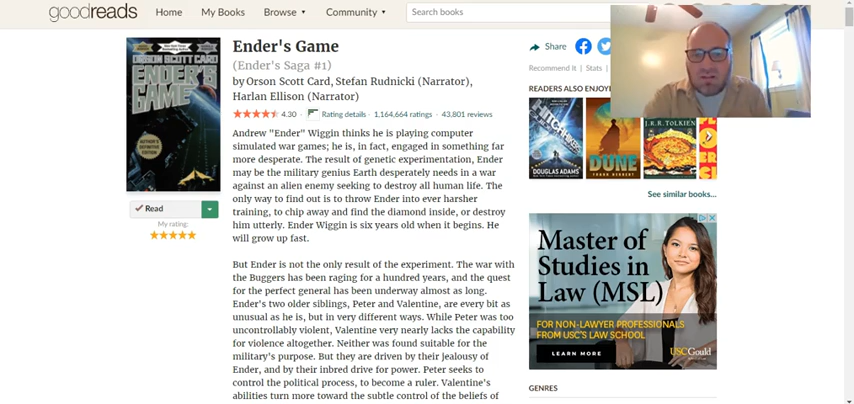 goodreads
Home
My Books
Browse ▾
Community ▾
Search books
ORSON SCOTT CARD
ENDER'S
GAME
AUTHOR'S
DEFINITIVE
EDITION
✔ Read
My rating:
Ender's Game
(Ender's Saga #1)
by Orson Scott Card, Stefan Rudnicki (Narrator),
Harlan Ellison (Narrator)
4.30 · Rating details · 1,164,664 ratings · 43,801 reviews
Andrew "Ender" Wiggin thinks he is playing computer
simulated war games; he is, in fact, engaged in something far
more desperate. The result of genetic experimentation, Ender
may be the military genius Earth desperately needs in a war
against an alien enemy seeking to destroy all human life. The
only way to find out is to throw Ender into ever harsher
training, to chip away and find the diamond inside, or destroy
him utterly. Ender Wiggin is six years old when it begins. He
will grow up fast.
But Ender is not the only result of the experiment. The war with
the Buggers has been raging for a hundred years, and the quest
for the perfect general has been underway almost as long.
Ender's two older siblings, Peter and Valentine, are every bit as
unusual as he is, but in very different ways. While Peter was too
uncontrollably violent, Valentine very nearly lacks the capability
for violence altogether. Neither was found suitable for the
military's purpose. But they are driven by their jealousy of
Ender, and by their inbred drive for power. Peter seeks to
control the political process, to become a ruler. Valentine's
abilities turn more toward the subtle control of the beliefs of
Share
Recommend It | Stats |
READERS ALSO ENJOYE
DOUGLAS ADAMS
DUNE
FRANK HERBERT
J.R.R. TOLKIEN
See similar books...
Master of
Studies in
Law (MSL)
FOR NON-LAWYER PROFESSIONALS
FROM USC'S LAW SCHOOL
LEARN MORE
USCGould
GENRES